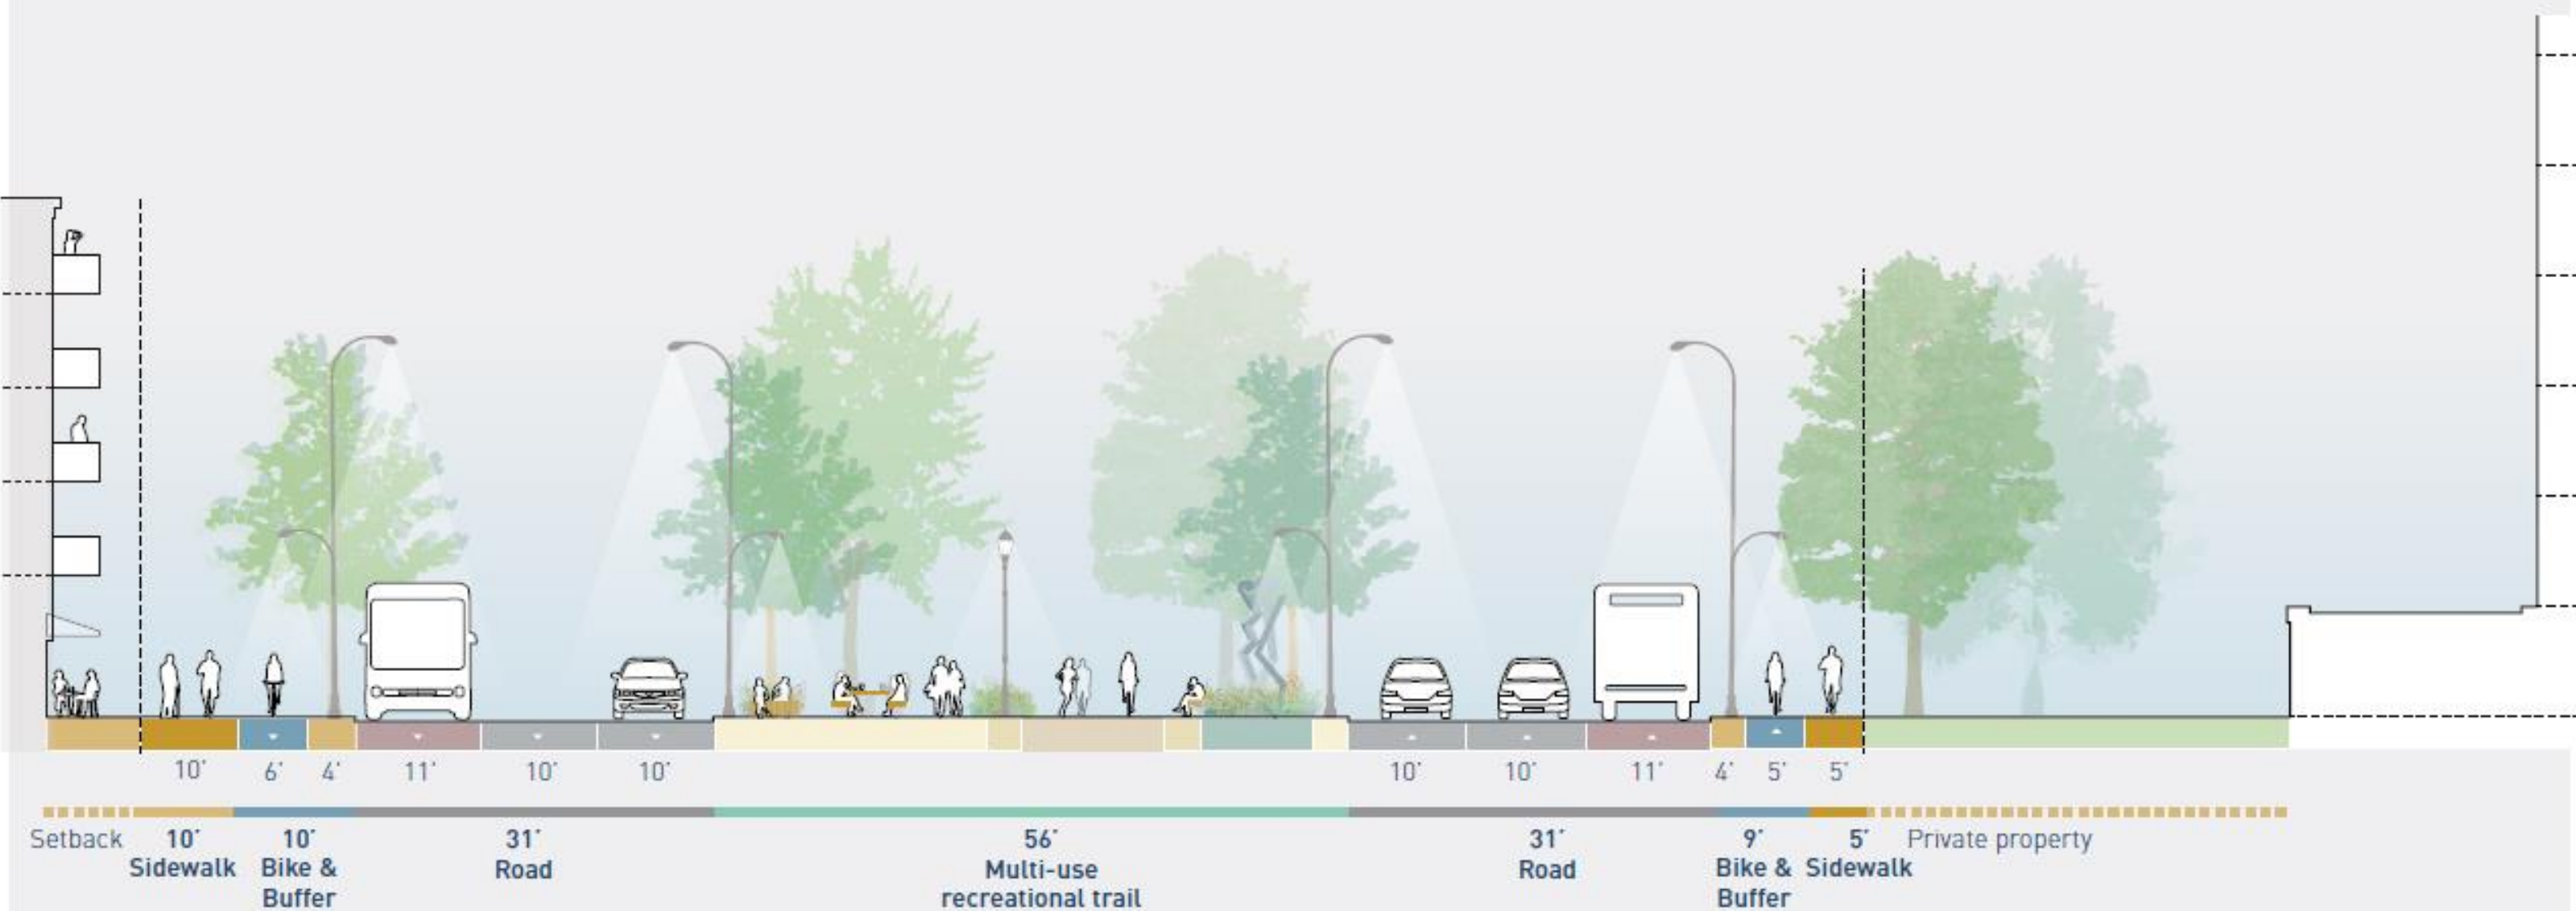 10' 6' 4' 11' 10' 10' 10' 10' 11' 4' 5' 5'
Setback 10' 10' 31' 56' 31' 9' 5' Private property
Sidewalk Bike & Road Multi-use Road Bike & Sidewalk
Buffer recreational trail Buffer